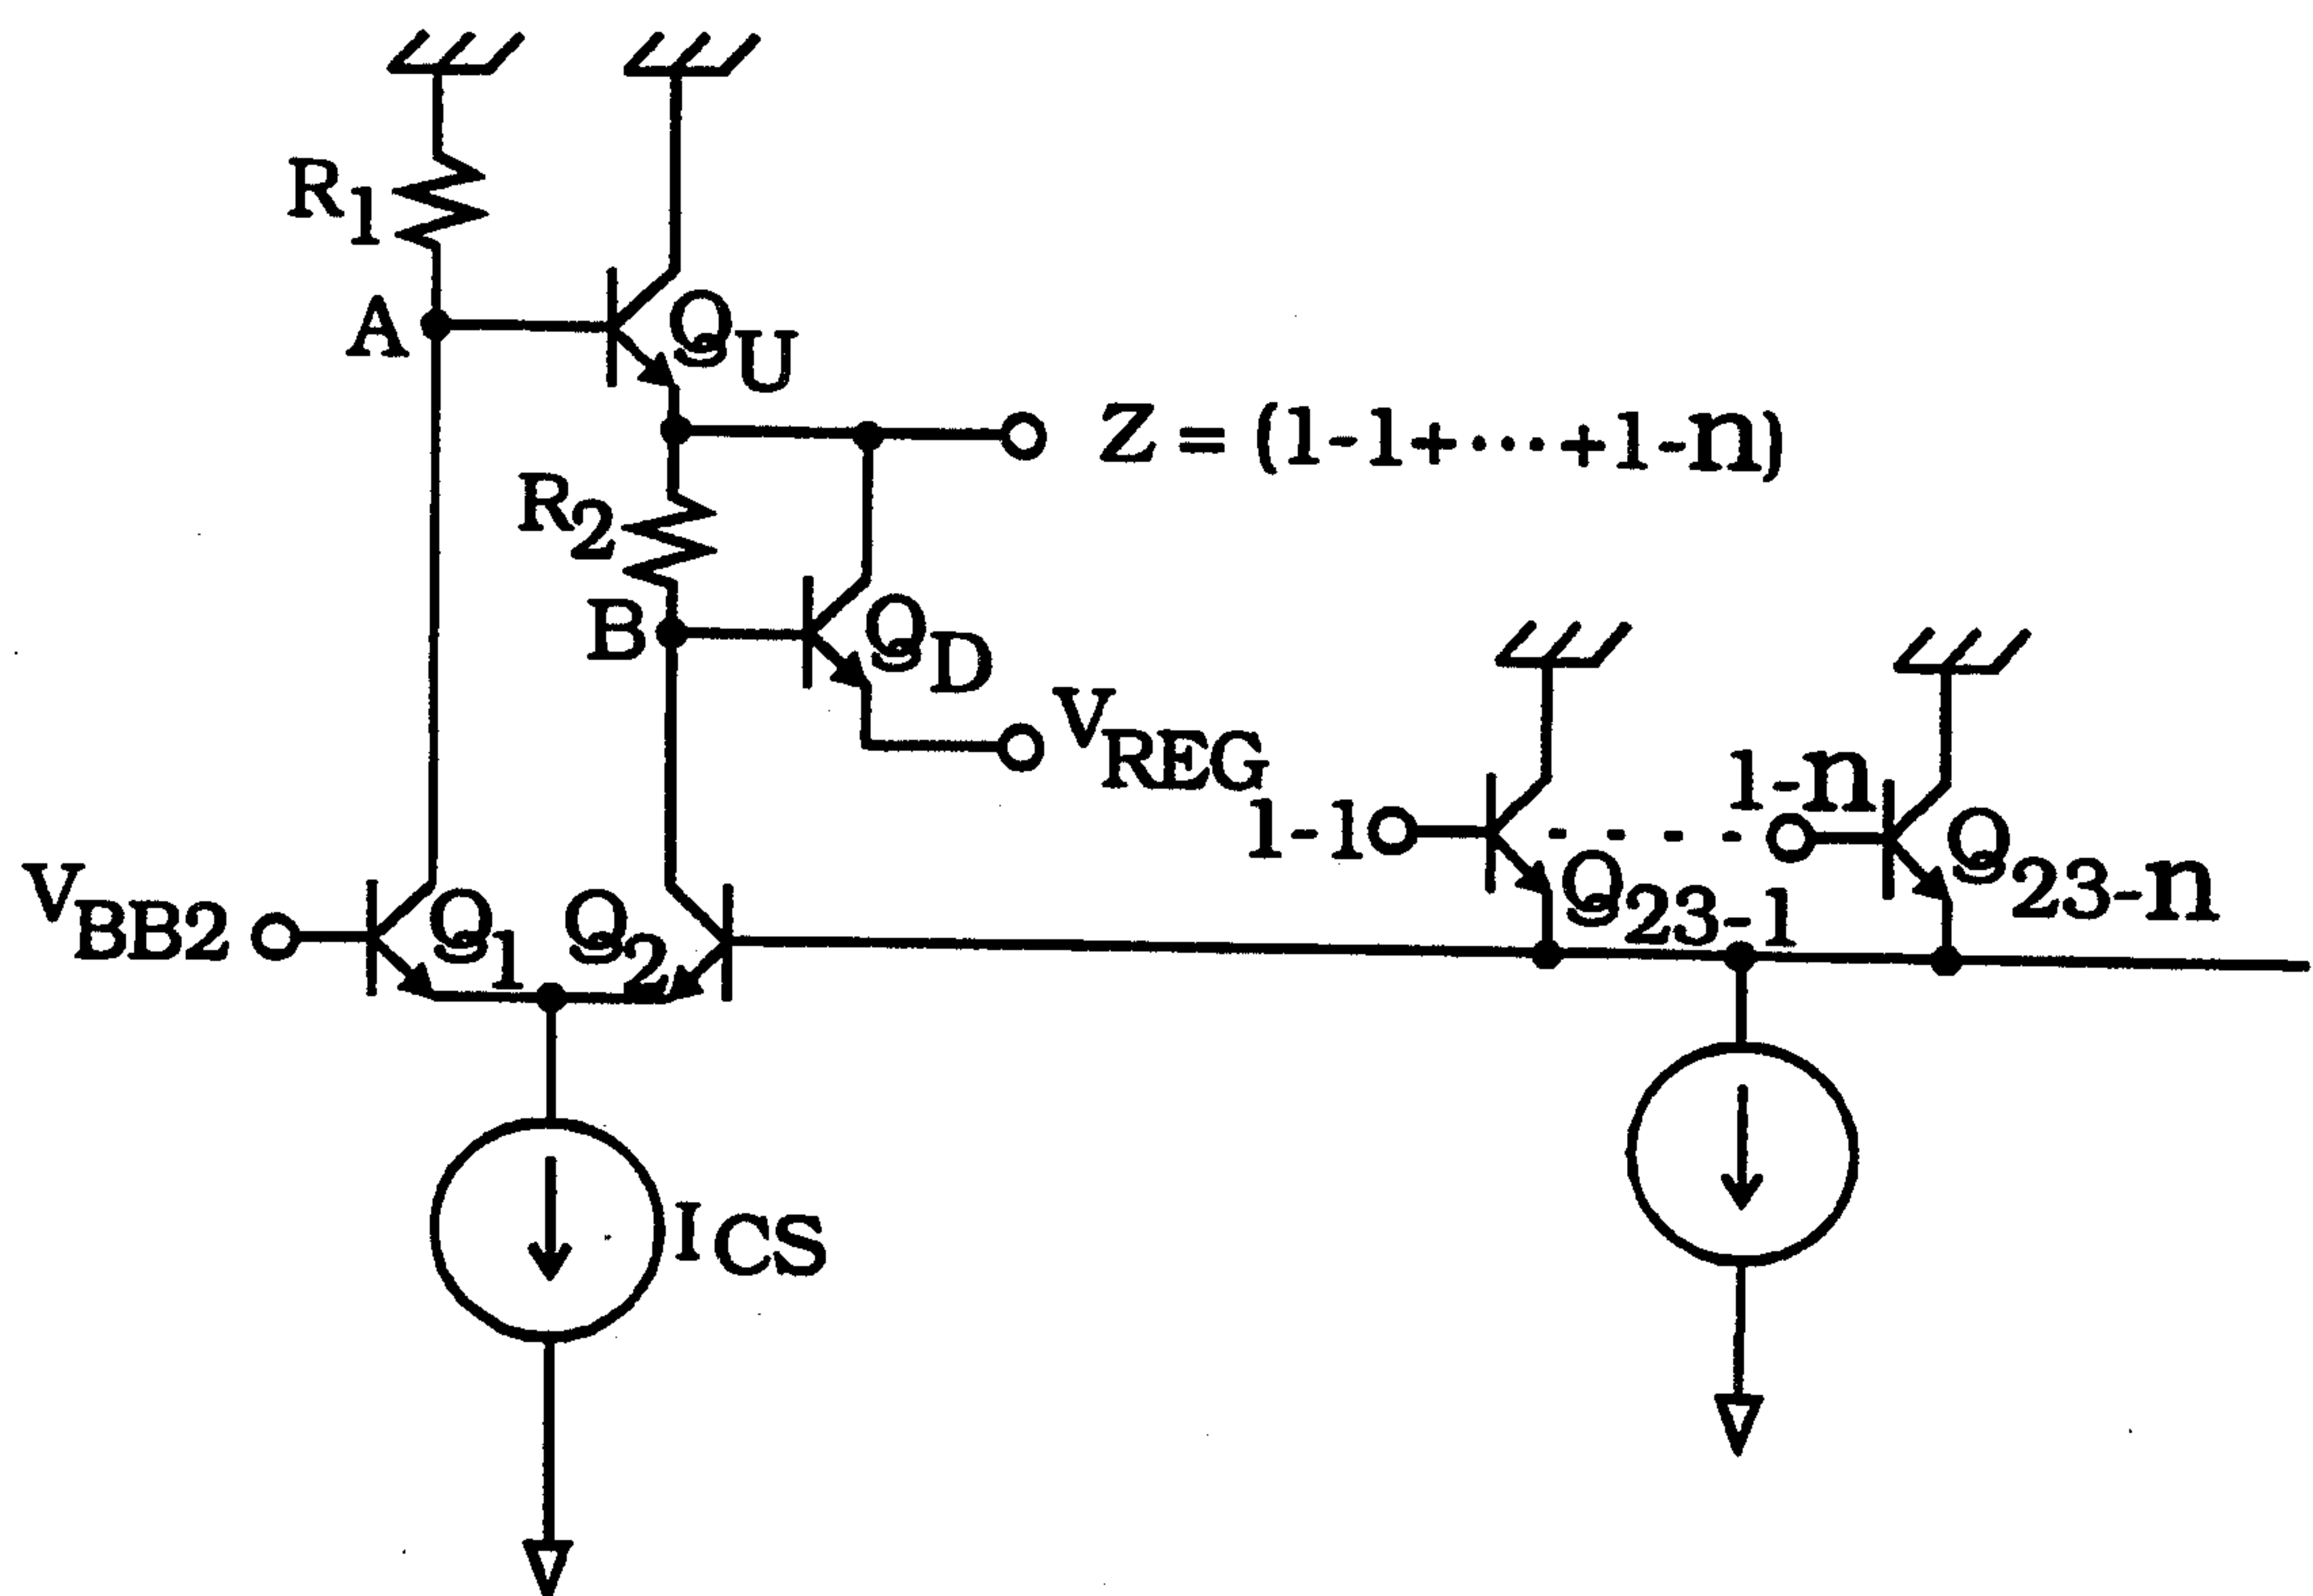 R1
A
QU
Z = (1-1+···+1-n)
R2
B
QD
VREG
1-1
1-n
Q23-1
Q23-n
VBB2
Q1
Q2
ICS